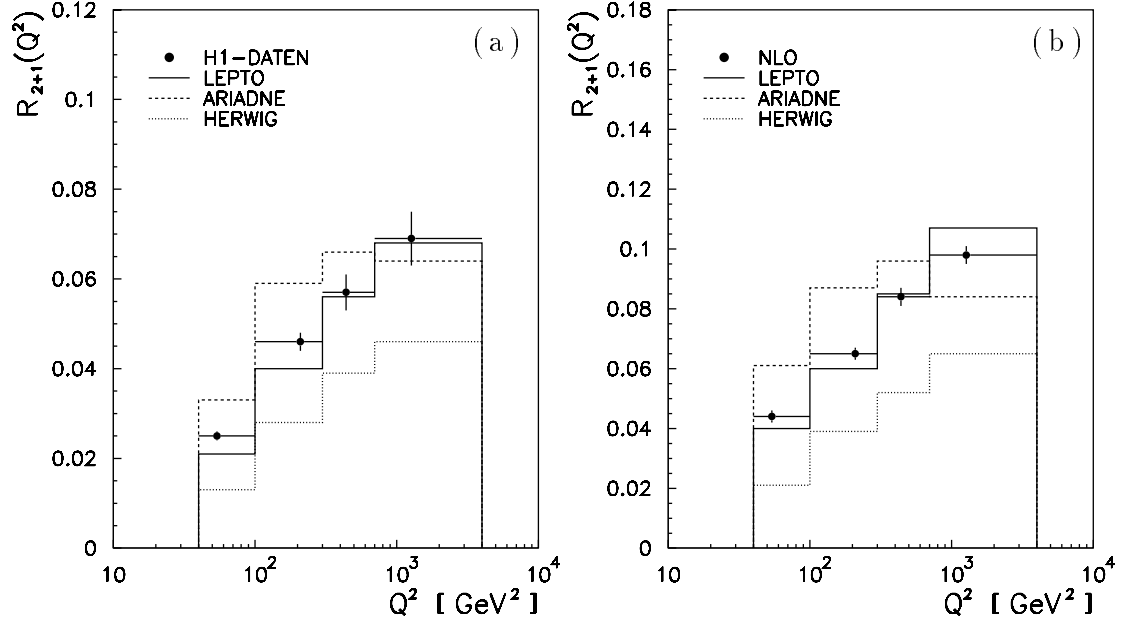 R₂₊₁(Q²)
(a)
H1-DATEN
LEPTO
ARIADNE
HERWIG
0.12
0.1
0.08
0.06
0.04
0.02
0
10
10²
10³
10⁴
Q² [ GeV² ]
R₂₊₁(Q²)
(b)
NLO
LEPTO
ARIADNE
HERWIG
0.18
0.16
0.14
0.12
0.1
0.08
0.06
0.04
0.02
0
10
10²
10³
10⁴
Q² [ GeV² ]